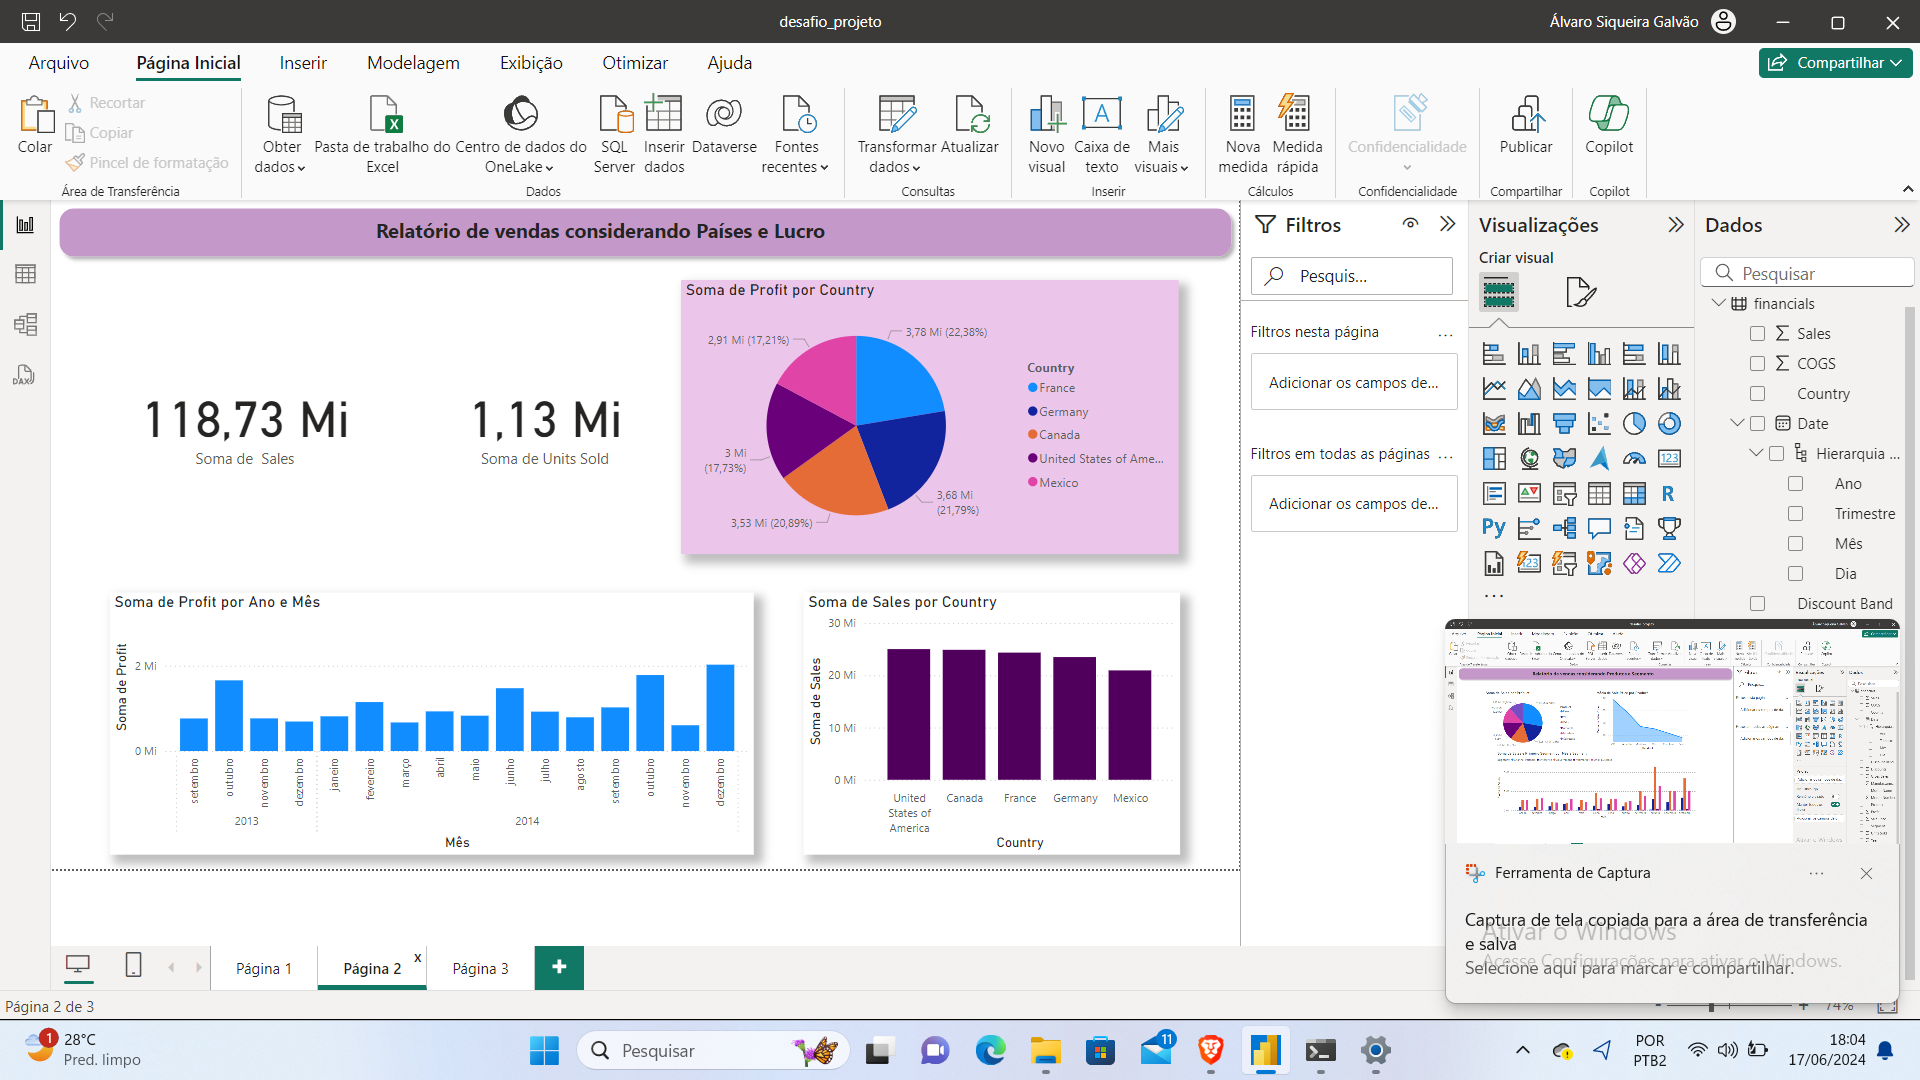 desafio_projeto
Álvaro Siqueira Galvão
Arquivo
Página Inicial
Inserir
Modelagem
Exibição
Otimizar
Ajuda
Compartilhar
Colar
Recortar
Copiar
Pincel de formatação
Área de Transferência
Obter dados
Pasta de trabalho do Excel
Centro de dados do OneLake
SQL Server
Inserir dados
Dataverse
Fontes recentes
Dados
Transformar dados
Atualizar
Consultas
Novo visual
Caixa de texto
Mais visuais
Inserir
Nova medida
Medida rápida
Cálculos
Confidencialidade
Confidencialidade
Publicar
Compartilhar
Copilot
Copilot
Relatório de vendas considerando Países e Lucro
118,73 Mi
Soma de Sales
1,13 Mi
Soma de Units Sold
Soma de Profit por Country
3,78 Mi (22,38%)
2,91 Mi (17,21%)
3 Mi
(17,73%)
3,53 Mi (20,89%)
3,68 Mi
(21,79%)
Country
France
Germany
Canada
United States of Ame...
Mexico
Soma de Profit por Ano e Mês
Soma de Profit
2 Mi
0 Mi
setembro
outubro
novembro
dezembro
janeiro
fevereiro
março
abril
maio
junho
julho
agosto
setembro
outubro
novembro
dezembro
2013
2014
Mês
Soma de Sales por Country
Soma de Sales
30 Mi
20 Mi
10 Mi
0 Mi
United
States of
America
Canada
France
Germany
Mexico
Country
Filtros
Pesquis...
Filtros nesta página
...
Adicionar os campos de...
Filtros em todas as páginas
...
Adicionar os campos de...
Visualizações
Criar visual
123
R
Py
123
...
Dados
Pesquisar
financials
Sales
COGS
Country
Date
Hierarquia ...
Ano
Trimestre
Mês
Dia
Discount Band
Relatório de vendas considerando Produtos e Segmento
Ferramenta de Captura
...
Captura de tela copiada para a área de transferência
e salva
Selecione aqui para marcar e compartilhar.
Ativar o Windows
Acesse Configurações para ativar o Windows.
Página 1
Página 2
x
Página 3
+
Página 2 de 3
- + 74%
1
28°C
Pred. limpo
Pesquisar
11
POR
PTB2
18:04
17/06/2024